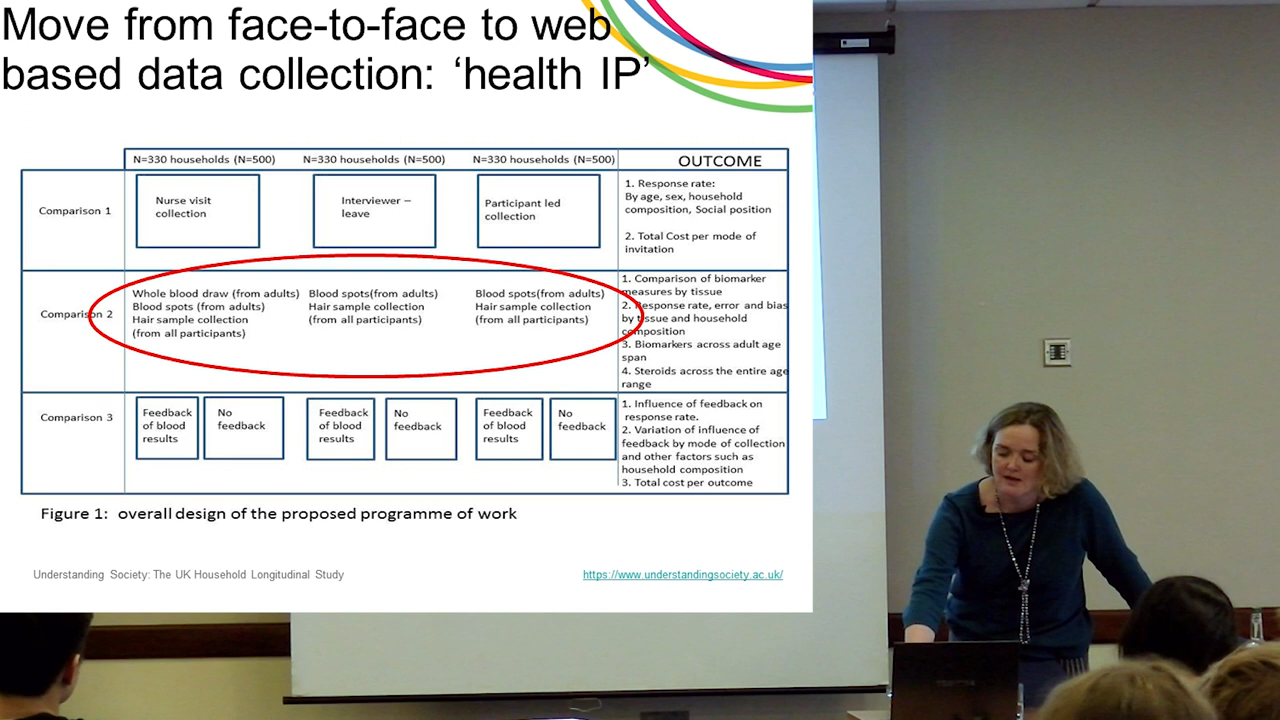 Move from face-to-face to web
based data collection: ‘health IP’
N=330 households (N=500)
N=330 households (N=500)
N=330 households (N=500)
OUTCOME
Comparison 1
Nurse visit
collection
Interviewer –
leave
Participant led
collection
1. Response rate:
By age, sex, household
composition, Social position
2. Total Cost per mode of
invitation
Comparison 2
Whole blood draw (from adults)
Blood spots (from adults)
Hair sample collection
(from all participants)
Blood spots(from adults)
Hair sample collection
(from all participants)
Blood spots(from adults)
Hair sample collection
(from all participants)
1. Comparison of biomarker
measures by tissue
2. Response rate, error and bias
by tissue and household
composition
3. Biomarkers across adult age
span
4. Steroids across the entire age
range
Comparison 3
Feedback
of blood
results
No
feedback
Feedback
of blood
results
No
feedback
Feedback
of blood
results
No
feedback
1. Influence of feedback on
response rate.
2. Variation of influence of
feedback by mode of collection
and other factors such as
household composition
3. Total cost per outcome
Figure 1: overall design of the proposed programme of work
Understanding Society: The UK Household Longitudinal Study
https://www.understandingsociety.ac.uk/